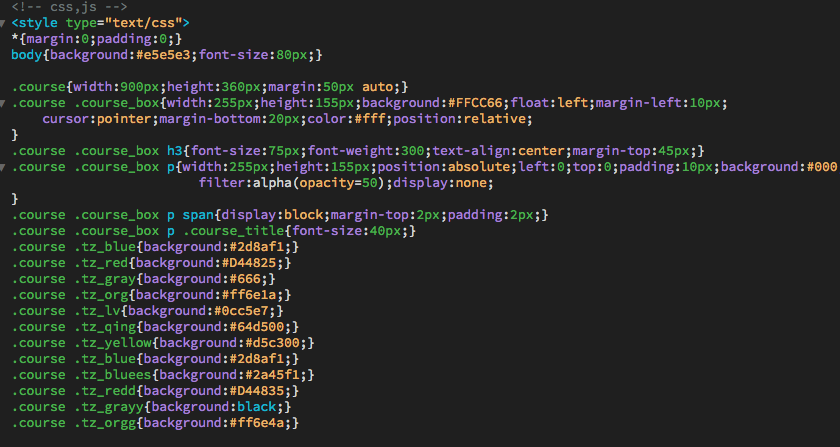 <!-- css,js -->
<style type="text/css">
*{margin:0;padding:0;}
body{background:#e5e5e3;font-size:80px;}
.course{width:900px;height:360px;margin:50px auto;}
.course .course_box{width:255px;height:155px;background:#FFCC66;float:left;margin-left:10px;
cursor:pointer;margin-bottom:20px;color:#fff;position:relative;
}
.course .course_box h3{font-size:75px;font-weight:300;text-align:center;margin-top:45px;}
.course .course_box p{width:255px;height:155px;position:absolute;left:0;top:0;padding:10px;background:#000
filter:alpha(opacity=50);display:none;
}
.course .course_box p span{display:block;margin-top:2px;padding:2px;}
.course .course_box p .course_title{font-size:40px;}
.course .tz_blue{background:#2d8af1;}
.course .tz_red{background:#D44825;}
.course .tz_gray{background:#666;}
.course .tz_org{background:#ff6e1a;}
.course .tz_lv{background:#0cc5e7;}
.course .tz_qing{background:#64d500;}
.course .tz_yellow{background:#d5c300;}
.course .tz_blue{background:#2d8af1;}
.course .tz_bluees{background:#2a45f1;}
.course .tz_redd{background:#D44835;}
.course .tz_grayy{background:black;}
.course .tz_orgg{background:#ff6e4a;}